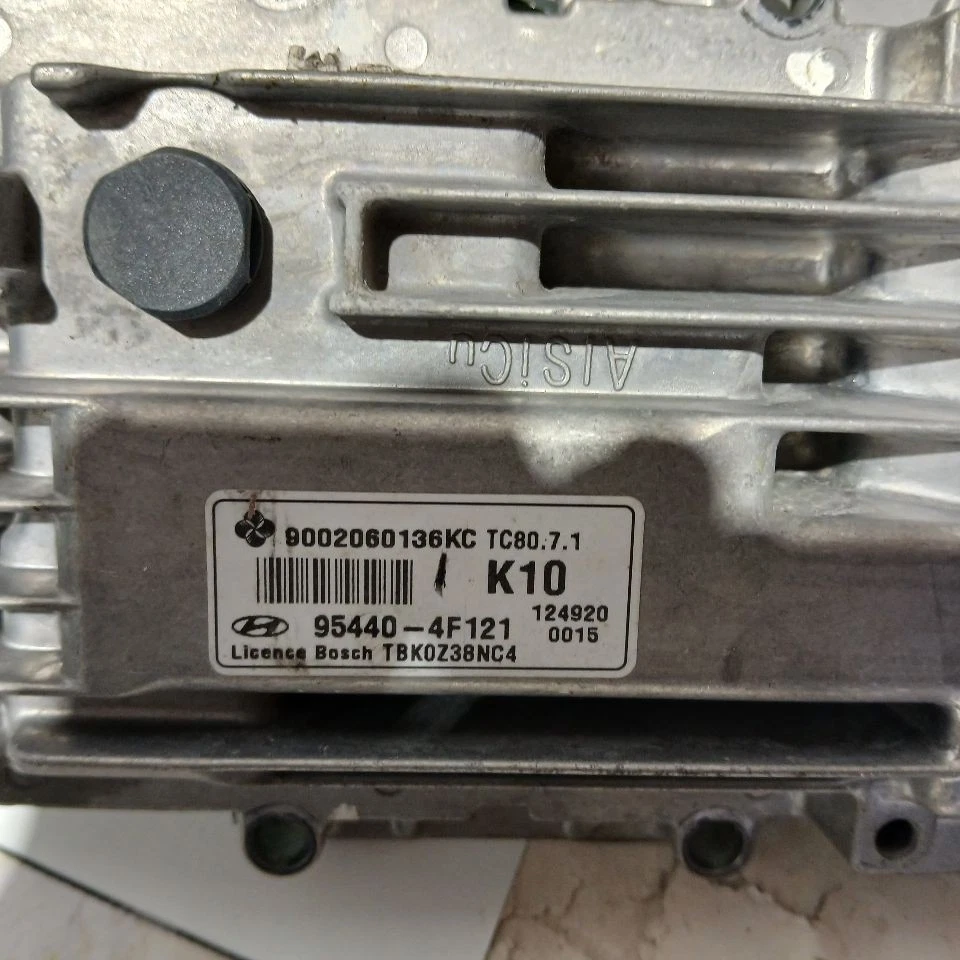 AlSiCu
9002060136KC TC80.7.1
K10
95440-4F121
124920
0015
Licence Bosch TBK0Z38NC4